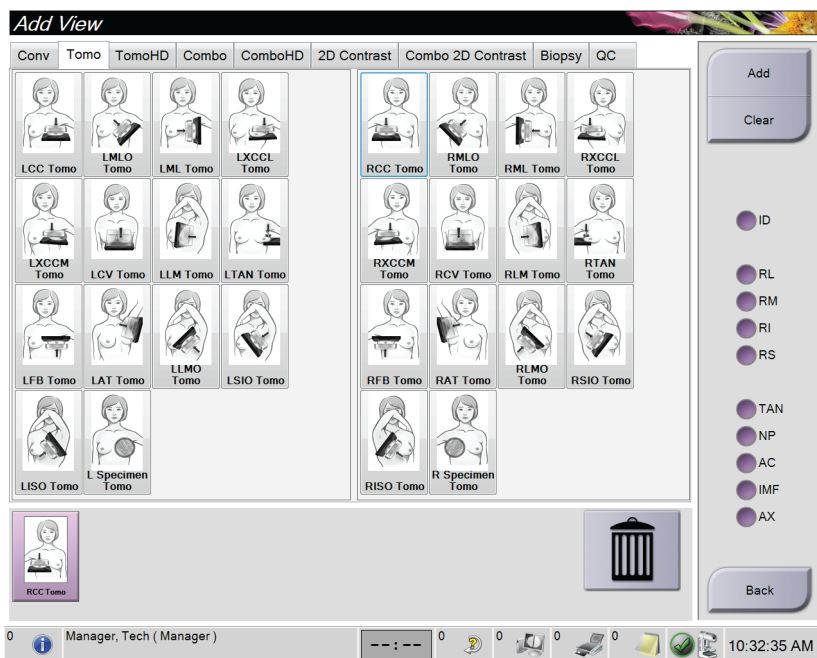 Add View
Conv Tomo TomoHD Combo ComboHD 2D Contrast Combo 2D Contrast Biopsy QC
LCC Tomo
LMLO
Tomo
LML Tomo
LXCCL
Tomo
RCC Tomo
RMLO
Tomo
RML Tomo
RXCCL
Tomo
LXCCM
Tomo
LCV Tomo
LLM Tomo
LTAN Tomo
RXCCM
Tomo
RCV Tomo
RLM Tomo
RTAN
Tomo
LFB Tomo
LAT Tomo
LLMO
Tomo
LSIO Tomo
RFB Tomo
RAT Tomo
RLMO
Tomo
RSIO Tomo
LISO Tomo
L Specimen
Tomo
RISO Tomo
R Specimen
Tomo
RCC Tomo
Add
Clear
ID
RL
RM
RI
RS
TAN
NP
AC
IMF
AX
Back
0 Manager, Tech ( Manager ) --:-- 0 0 0 0 10:32:35 AM